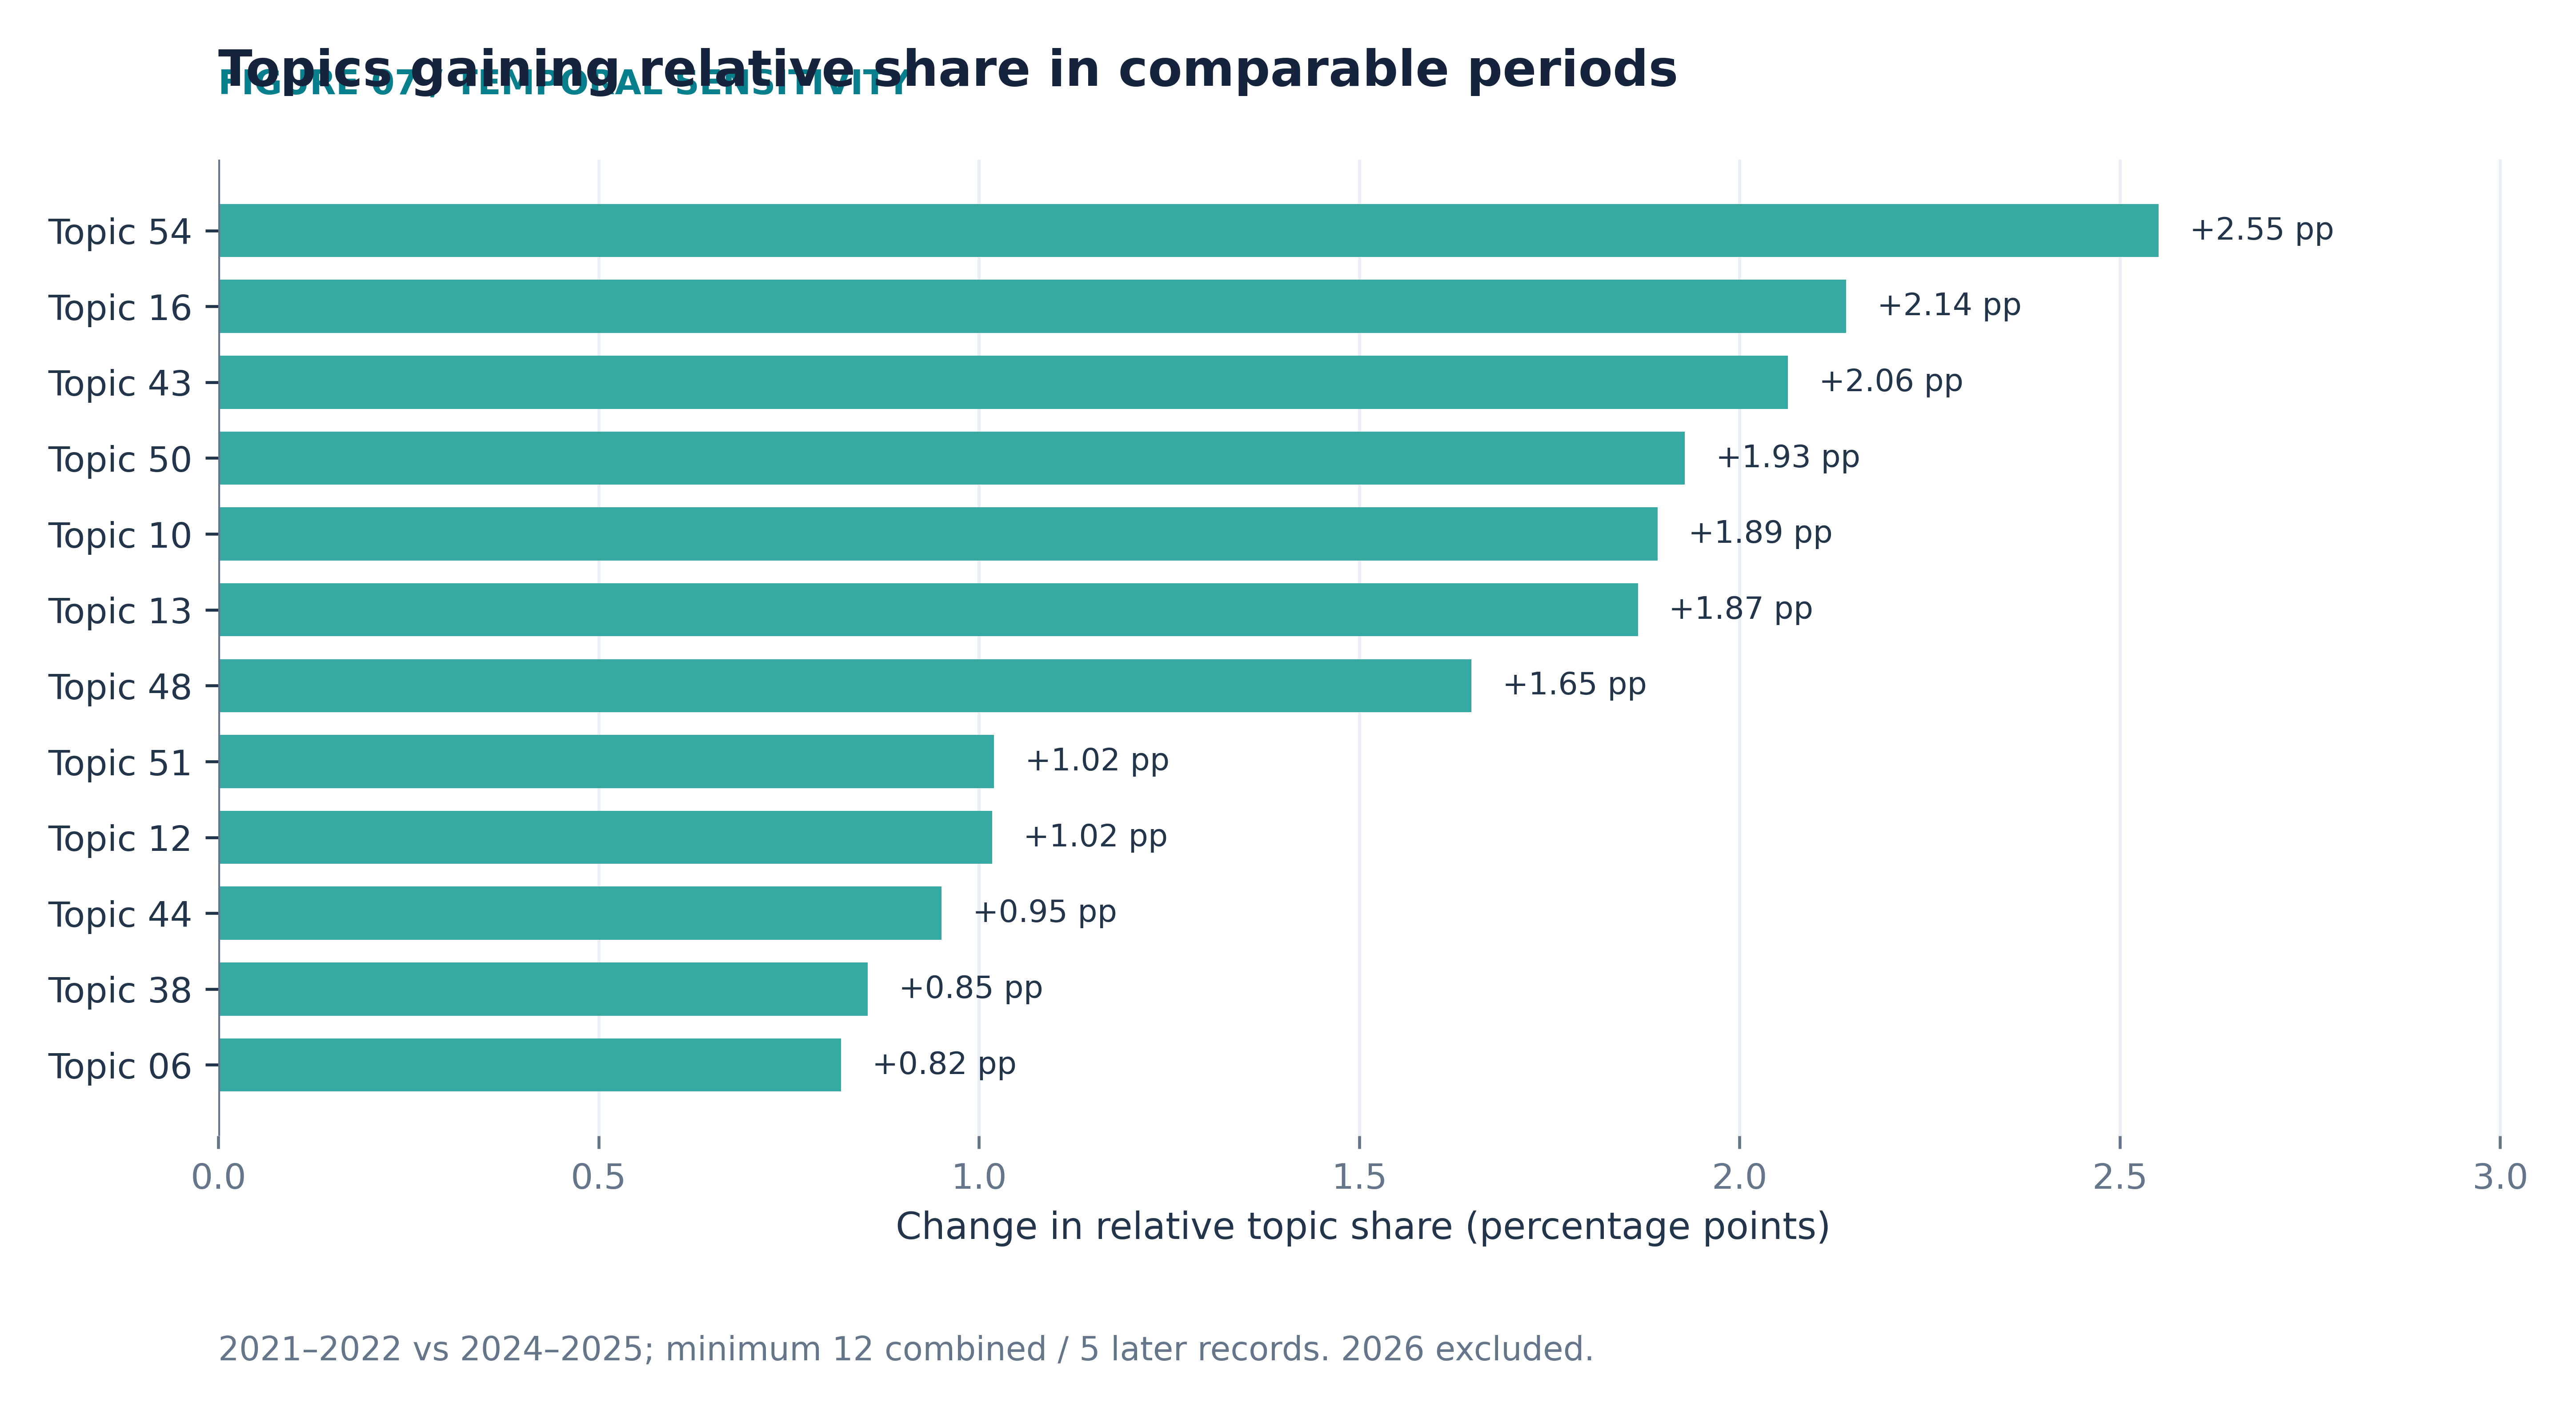 Topics gaining relative share in comparable periods
FIGURE 07 / TEMPORAL SENSITIVITY
Topic 54 +2.55 pp
Topic 16 +2.14 pp
Topic 43 +2.06 pp
Topic 50 +1.93 pp
Topic 10 +1.89 pp
Topic 13 +1.87 pp
Topic 48 +1.65 pp
Topic 51 +1.02 pp
Topic 12 +1.02 pp
Topic 44 +0.95 pp
Topic 38 +0.85 pp
Topic 06 +0.82 pp
0.0 0.5 1.0 1.5 2.0 2.5 3.0
Change in relative topic share (percentage points)
2021–2022 vs 2024–2025; minimum 12 combined / 5 later records. 2026 excluded.